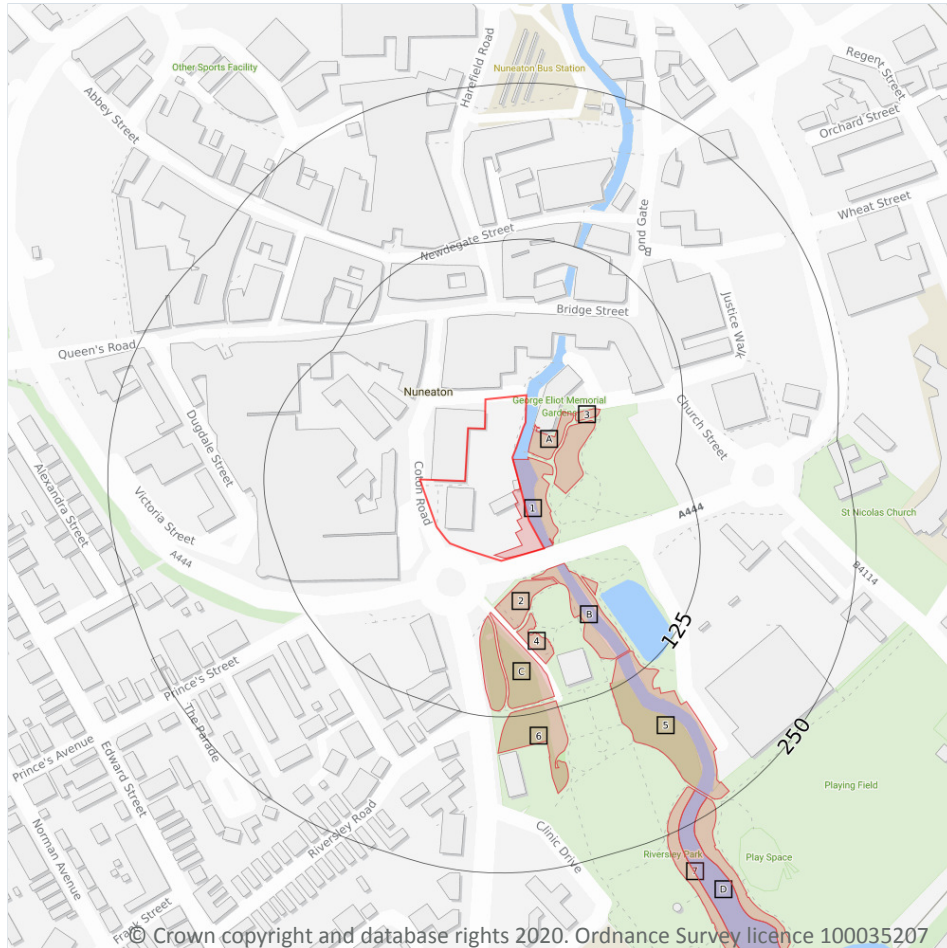 Harefield Road
Nuneaton Bus Station
Other Sports Facility
Regent Street
Orchard Street
Abbey Street
Wheat Street
Newdegate Street
B
ond Gate
Bridge Street
Justice Walk
Queen's Road
Nuneaton
George Eliot Memorial
Gardens
3
A
Church Street
Dugdale Street
Alexandra Street
Coton Road
Victoria Street
1
A444
St Nicolas Church
A444
B4114
2
B
4
125
C
Prince's Street
The Parade
5
6
250
Prince's Avenue
Edward Street
Playing Field
Norman Avenue
Riversley Road
Clinic Drive
Riversley Park
Play Space
7
D
Frank Street
© Crown copyright and database rights 2020. Ordnance Survey licence 100035207